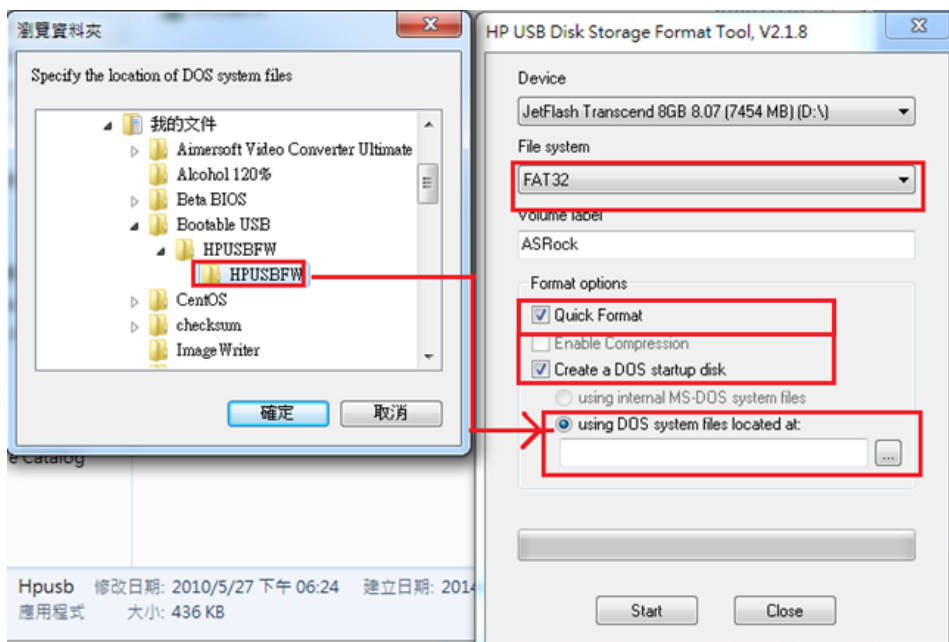 瀏覽資料夾
Specify the location of DOS system files
我的文件
Aimersoft Video Converter Ultimate
Alcohol 120%
Beta BIOS
Bootable USB
HPUSBFW
HPUSBFW
CentOS
checksum
Image Writer
確定
取消
e Catalog
Hpusb 修改日期: 2010/5/27 下午 06:24 建立日期: 2014
應用程式 大小: 436 KB
HP USB Disk Storage Format Tool, V2.1.8
Device
JetFlash Transcend 8GB 8.07 (7454 MB) (D:\)
File system
FAT32
Volume label
ASRock
Format options
Quick Format
Enable Compression
Create a DOS startup disk
using internal MS-DOS system files
using DOS system files located at:
...
Start
Close